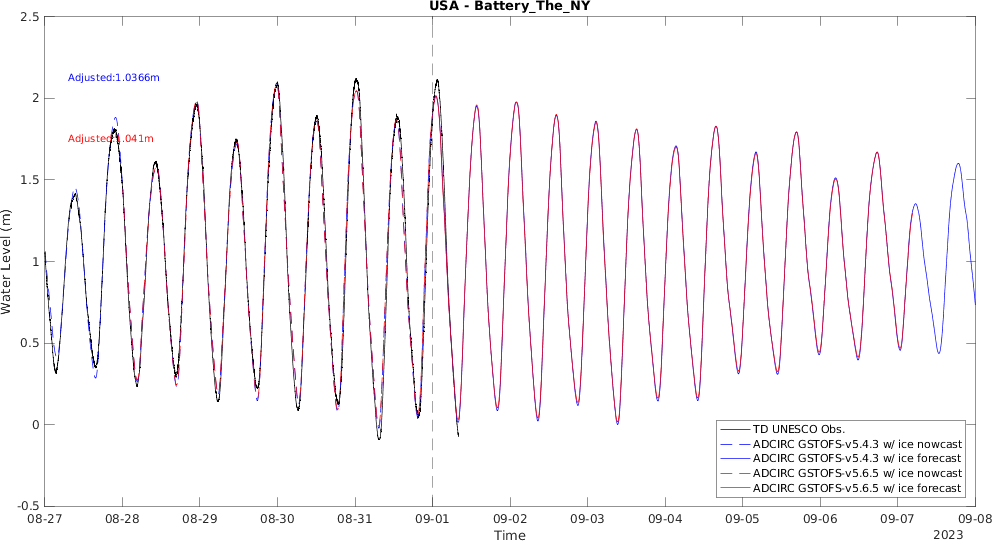 USA - Battery_The_NY
2.5
2
1.5
1
0.5
0
-0.5
Water Level (m)
Adjusted:1.0366m
Adjusted:1.041m
TD UNESCO Obs.
ADCIRC GSTOFS-v5.4.3 w/ ice nowcast
ADCIRC GSTOFS-v5.4.3 w/ ice forecast
ADCIRC GSTOFS-v5.6.5 w/ ice nowcast
ADCIRC GSTOFS-v5.6.5 w/ ice forecast
08-27 08-28 08-29 08-30 08-31 09-01 09-02 09-03 09-04 09-05 09-06 09-07 09-08
Time
2023